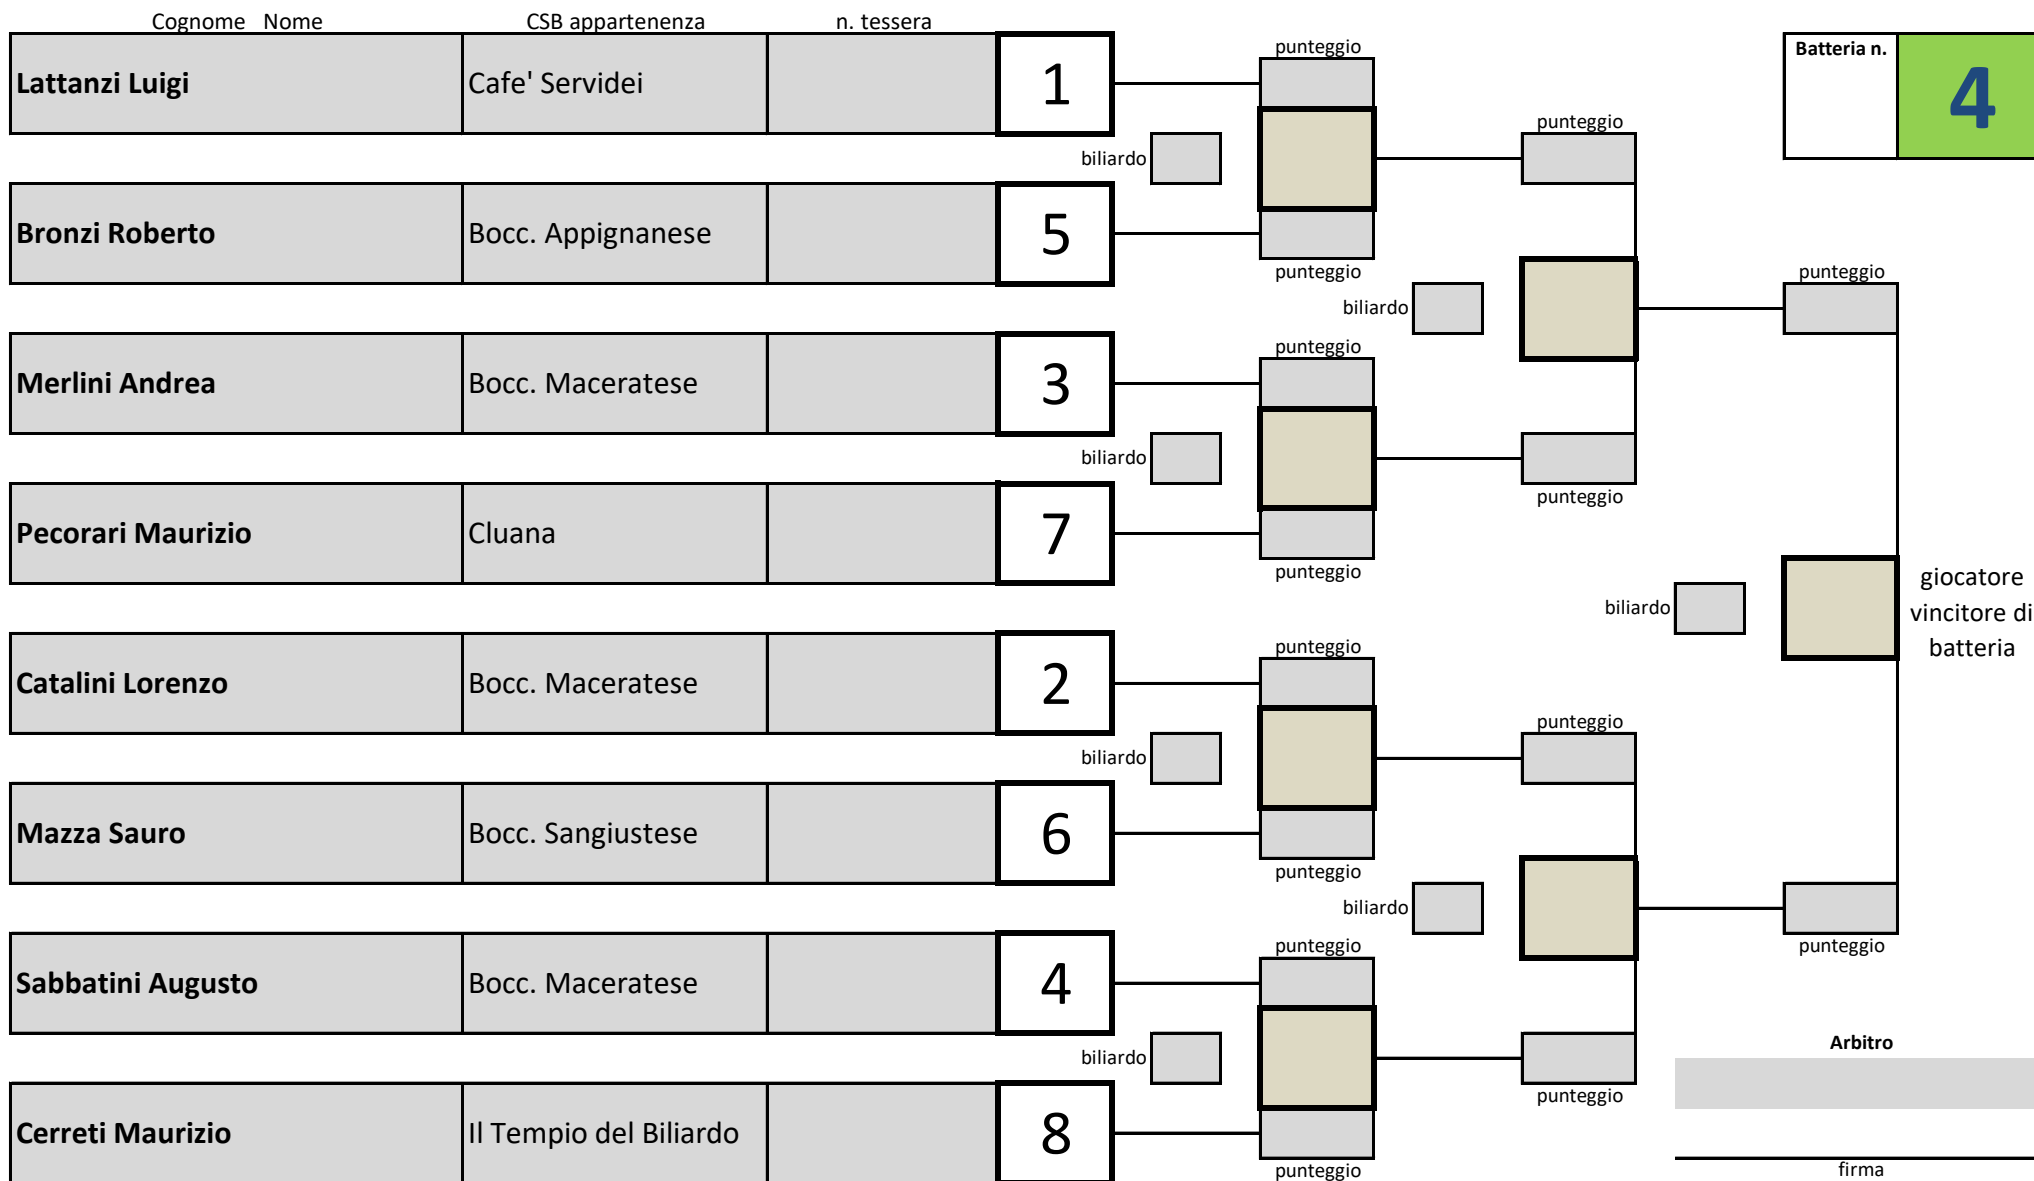 Cognome Nome CSB appartenenza n. tessera
punteggio
Batteria n. 4
Lattanzi Luigi Cafe' Servidei 1
punteggio
biliardo
Bronzi Roberto Bocc. Appignanese 5
punteggio
punteggio
biliardo
punteggio
Merlini Andrea Bocc. Maceratese 3
biliardo
punteggio
Pecorari Maurizio Cluana 7
punteggio
giocatore
vincitore di
batteria
biliardo
punteggio
Catalini Lorenzo Bocc. Maceratese 2
punteggio
biliardo
Mazza Sauro Bocc. Sangiustese 6
punteggio
biliardo
punteggio
punteggio
Sabbatini Augusto Bocc. Maceratese 4
Arbitro
biliardo
punteggio
Cerreti Maurizio Il Tempio del Biliardo 8
punteggio
firma